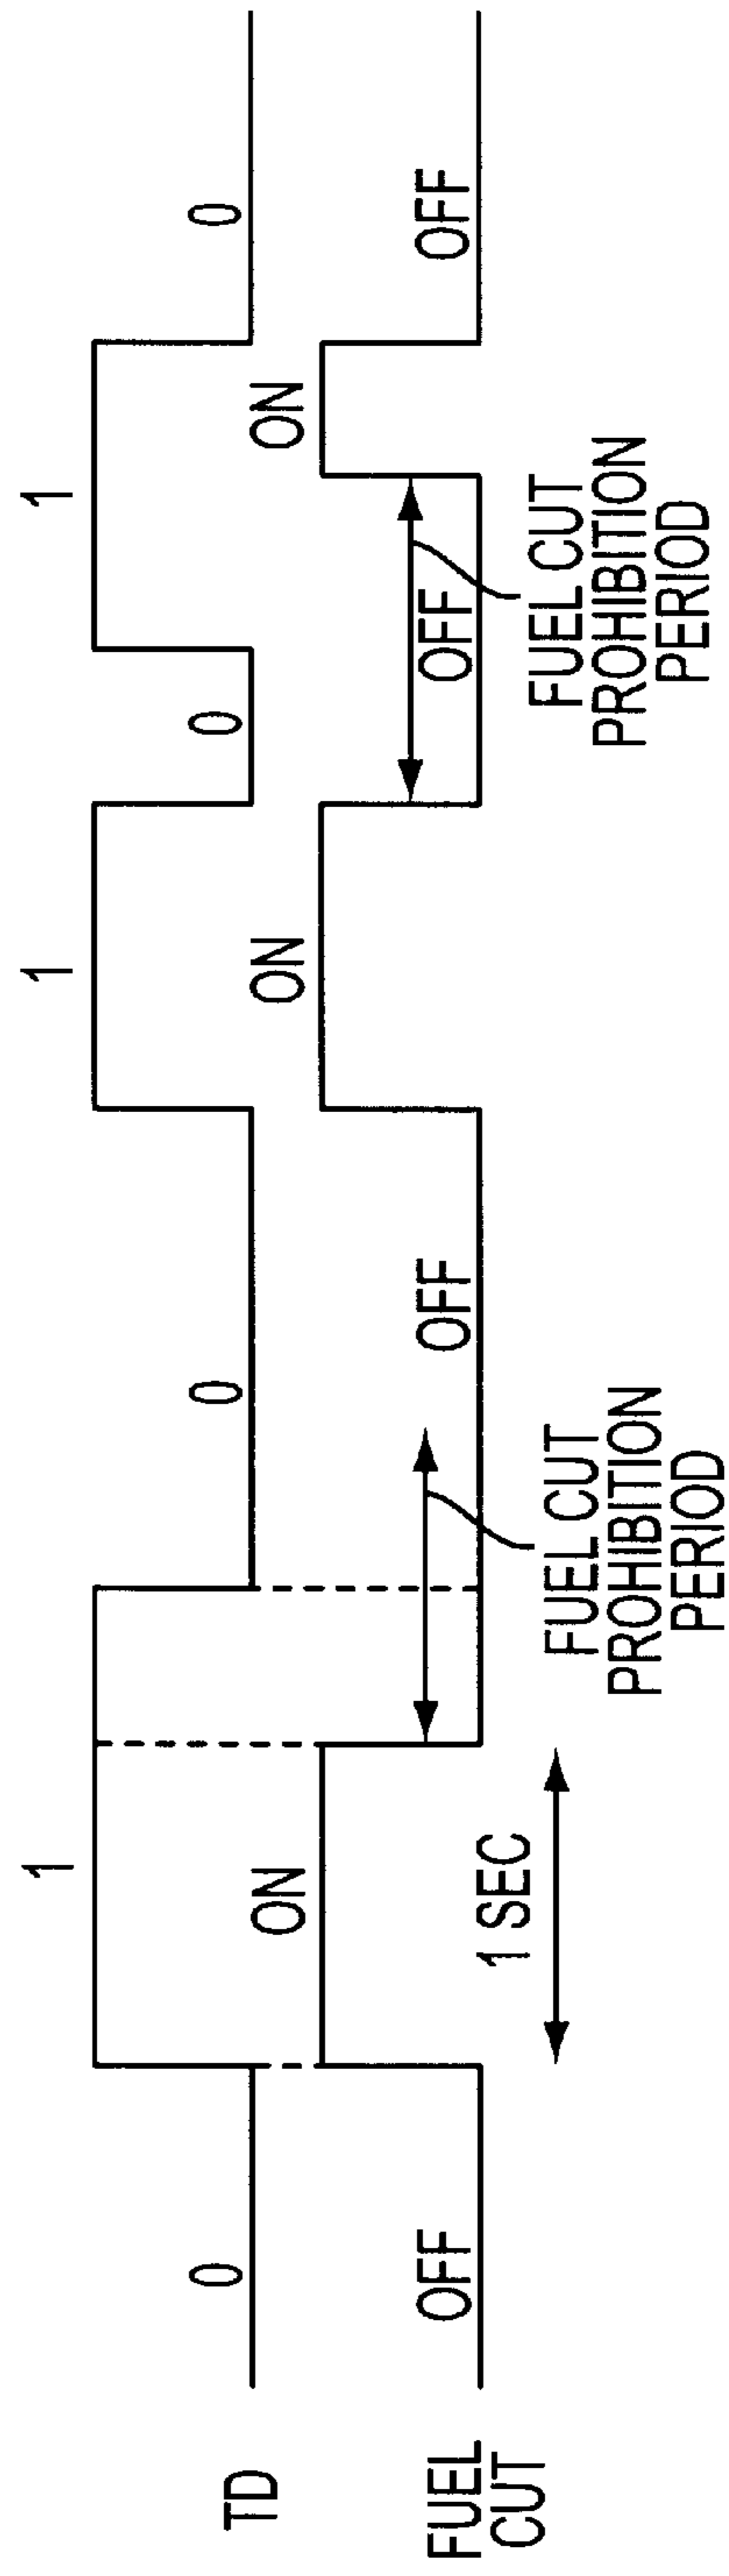 TD
0
1
0
1
0
1
0
FUEL
CUT
OFF
ON
OFF
ON
OFF
ON
OFF
1 SEC
FUEL CUT
PROHIBITION
PERIOD
FUEL CUT
PROHIBITION
PERIOD